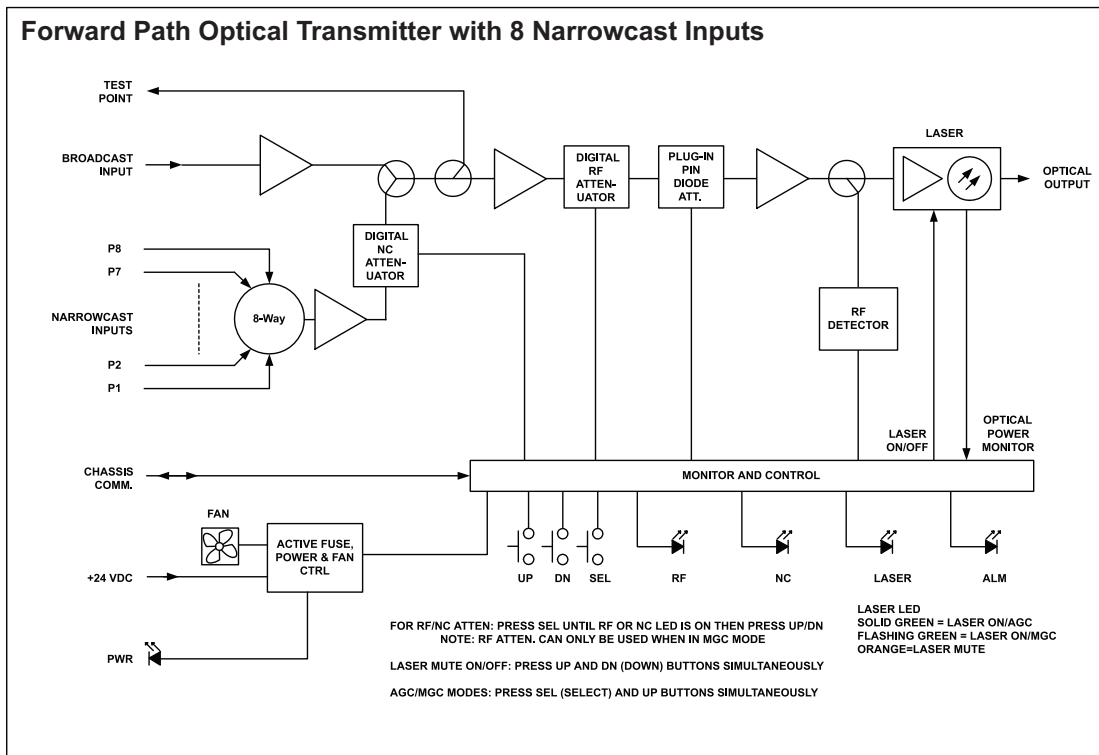 Forward Path Optical Transmitter with 8 Narrowcast Inputs
TEST
POINT
BROADCAST
INPUT
DIGITAL
RF
ATTEN-
UATOR
PLUG-IN
PIN
DIODE
ATT.
LASER
OPTICAL
OUTPUT
DIGITAL
NC
ATTEN-
UATOR
P8
P7
NARROWCAST
INPUTS
P2
P1
8-Way
RF
DETECTOR
LASER
ON/OFF
OPTICAL
POWER
MONITOR
CHASSIS
COMM.
MONITOR AND CONTROL
FAN
ACTIVE FUSE,
POWER & FAN
CTRL
+24 VDC
PWR
UP
DN
SEL
RF
NC
LASER
ALM
FOR RF/NC ATTEN: PRESS SEL UNTIL RF OR NC LED IS ON THEN PRESS UP/DN
NOTE: RF ATTEN. CAN ONLY BE USED WHEN IN MGC MODE
LASER MUTE ON/OFF: PRESS UP AND DN (DOWN) BUTTONS SIMULTANEOUSLY
AGC/MGC MODES: PRESS SEL (SELECT) AND UP BUTTONS SIMULTANEOUSLY
LASER LED
SOLID GREEN = LASER ON/AGC
FLASHING GREEN = LASER ON/MGC
ORANGE=LASER MUTE